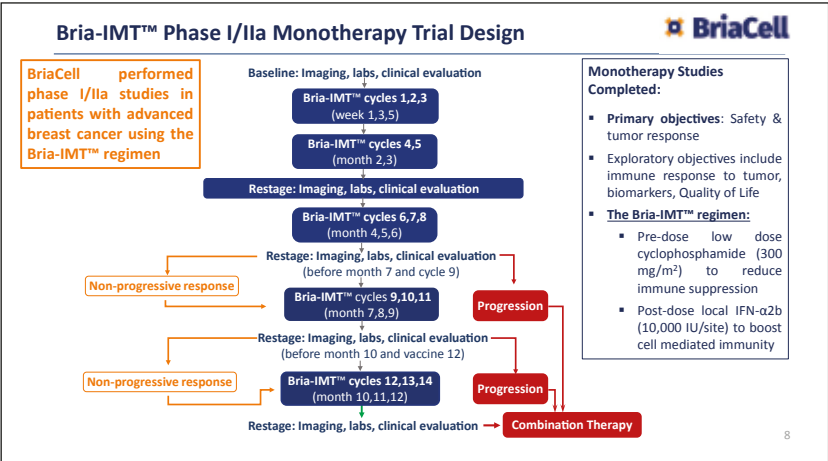 Bria-IMT™ Phase I/IIa Monotherapy Trial Design
BriaCell
BriaCell performed
phase I/IIa studies in
patients with advanced
breast cancer using the
Bria-IMT™ regimen
Baseline: Imaging, labs, clinical evaluation
Bria-IMT™ cycles 1,2,3
(week 1,3,5)
Bria-IMT™ cycles 4,5
(month 2,3)
Restage: Imaging, labs, clinical evaluation
Bria-IMT™ cycles 6,7,8
(month 4,5,6)
Restage: Imaging, labs, clinical evaluation
(before month 7 and cycle 9)
Non-progressive response
Bria-IMT™ cycles 9,10,11
(month 7,8,9)
Progression
Restage: Imaging, labs, clinical evaluation
(before month 10 and vaccine 12)
Non-progressive response
Bria-IMT™ cycles 12,13,14
(month 10,11,12)
Progression
Restage: Imaging, labs, clinical evaluation
Combination Therapy
Monotherapy Studies
Completed:
▪ Primary objectives: Safety &
tumor response
▪ Exploratory objectives include
immune response to tumor,
biomarkers, Quality of Life
▪ The Bria-IMT™ regimen:
▪ Pre-dose low dose
cyclophosphamide (300
mg/m²) to reduce
immune suppression
▪ Post-dose local IFN-α2b
(10,000 IU/site) to boost
cell mediated immunity
8